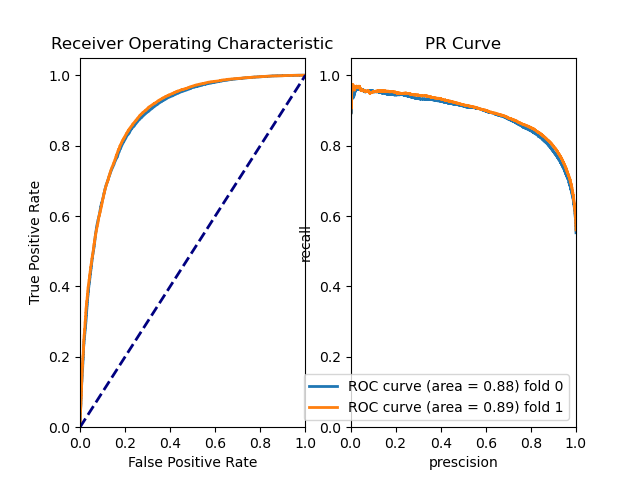 Receiver Operating Characteristic
PR Curve
1.0
0.8
0.6
0.4
0.2
0.0
True Positive Rate
0.0 0.2 0.4 0.6 0.8 1.0
False Positive Rate
1.0
0.8
0.6
0.4
0.2
0.0
recall
ROC curve (area = 0.88) fold 0
ROC curve (area = 0.89) fold 1
0.0 0.2 0.4 0.6 0.8 1.0
prescision